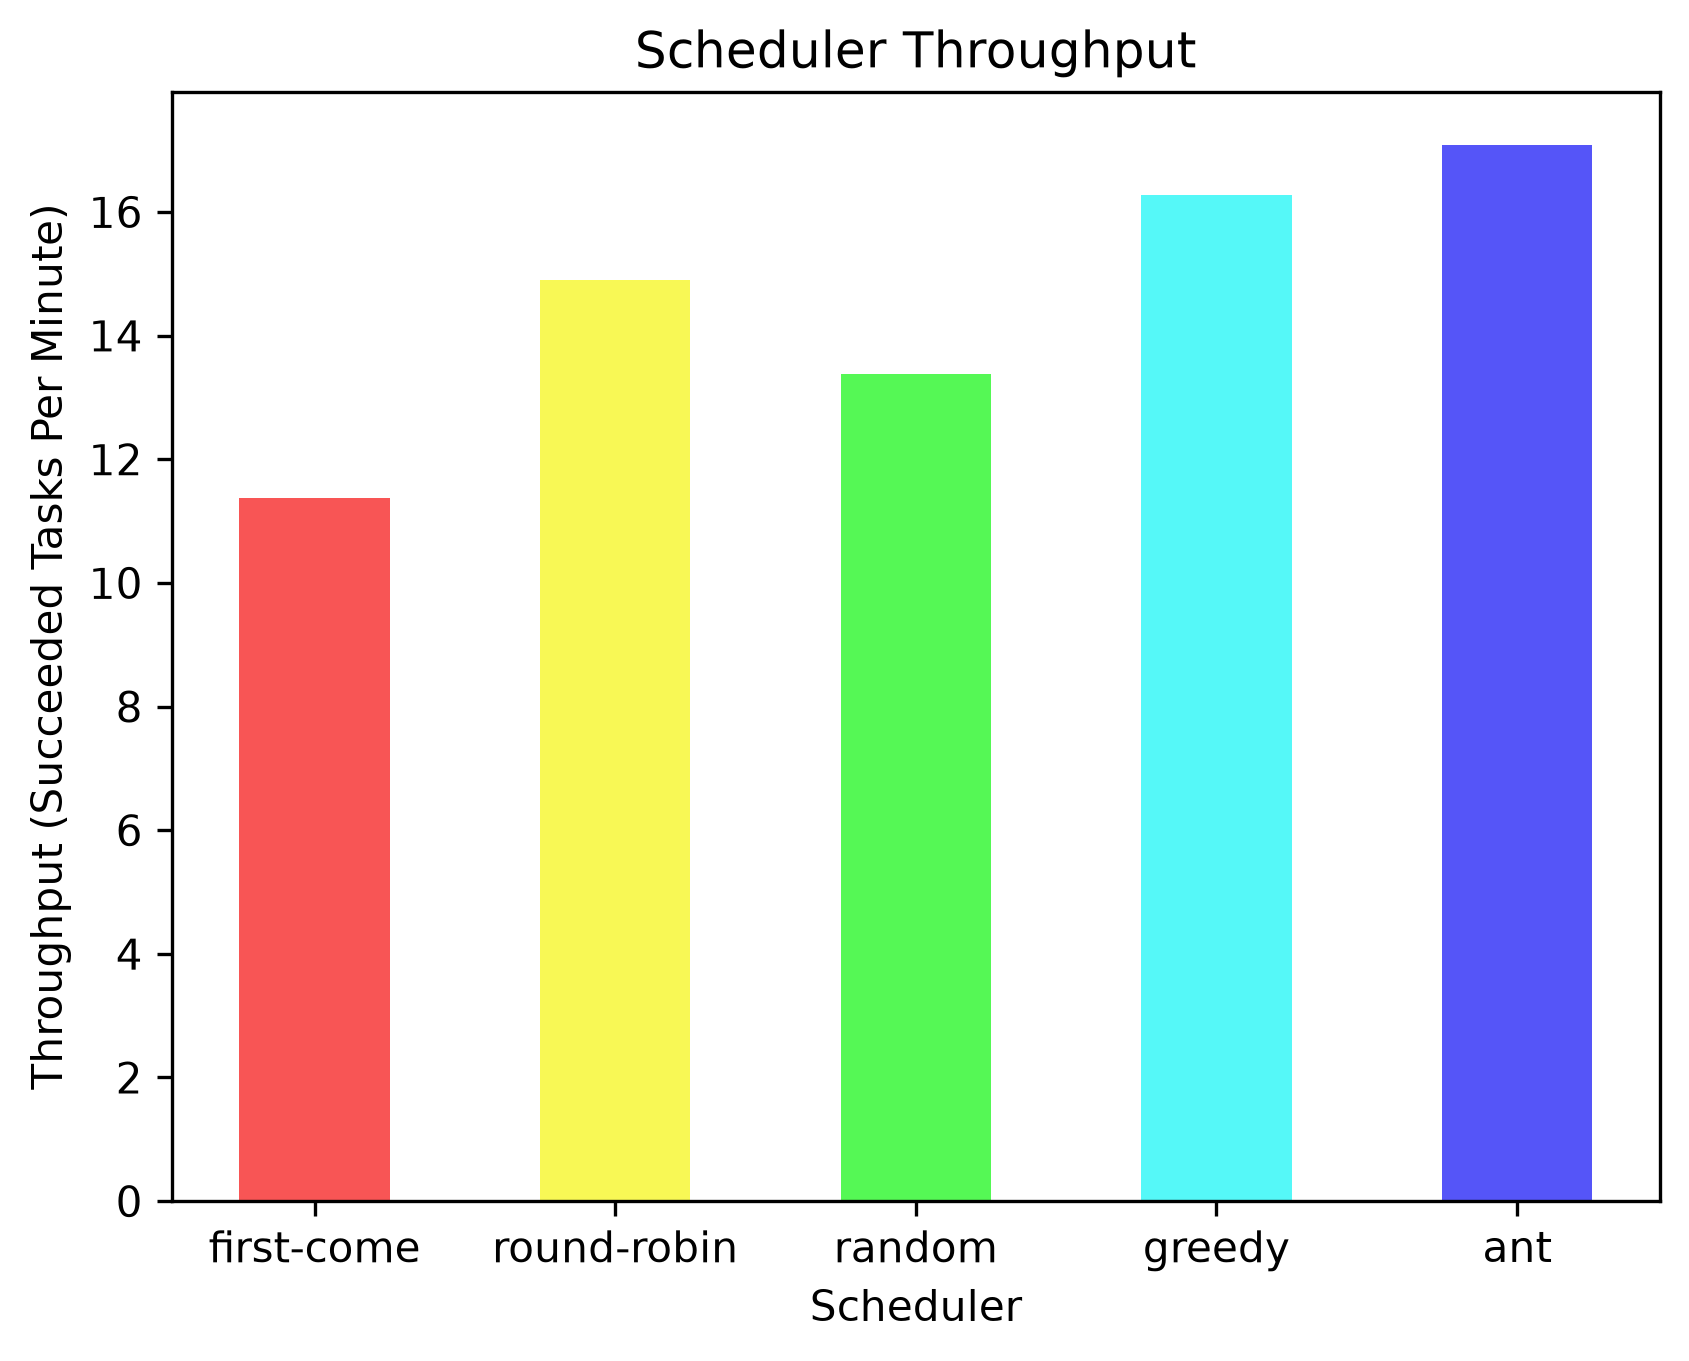 Scheduler Throughput
Throughput (Succeeded Tasks Per Minute)
16
14
12
10
8
6
4
2
0
first-come round-robin random greedy ant
Scheduler